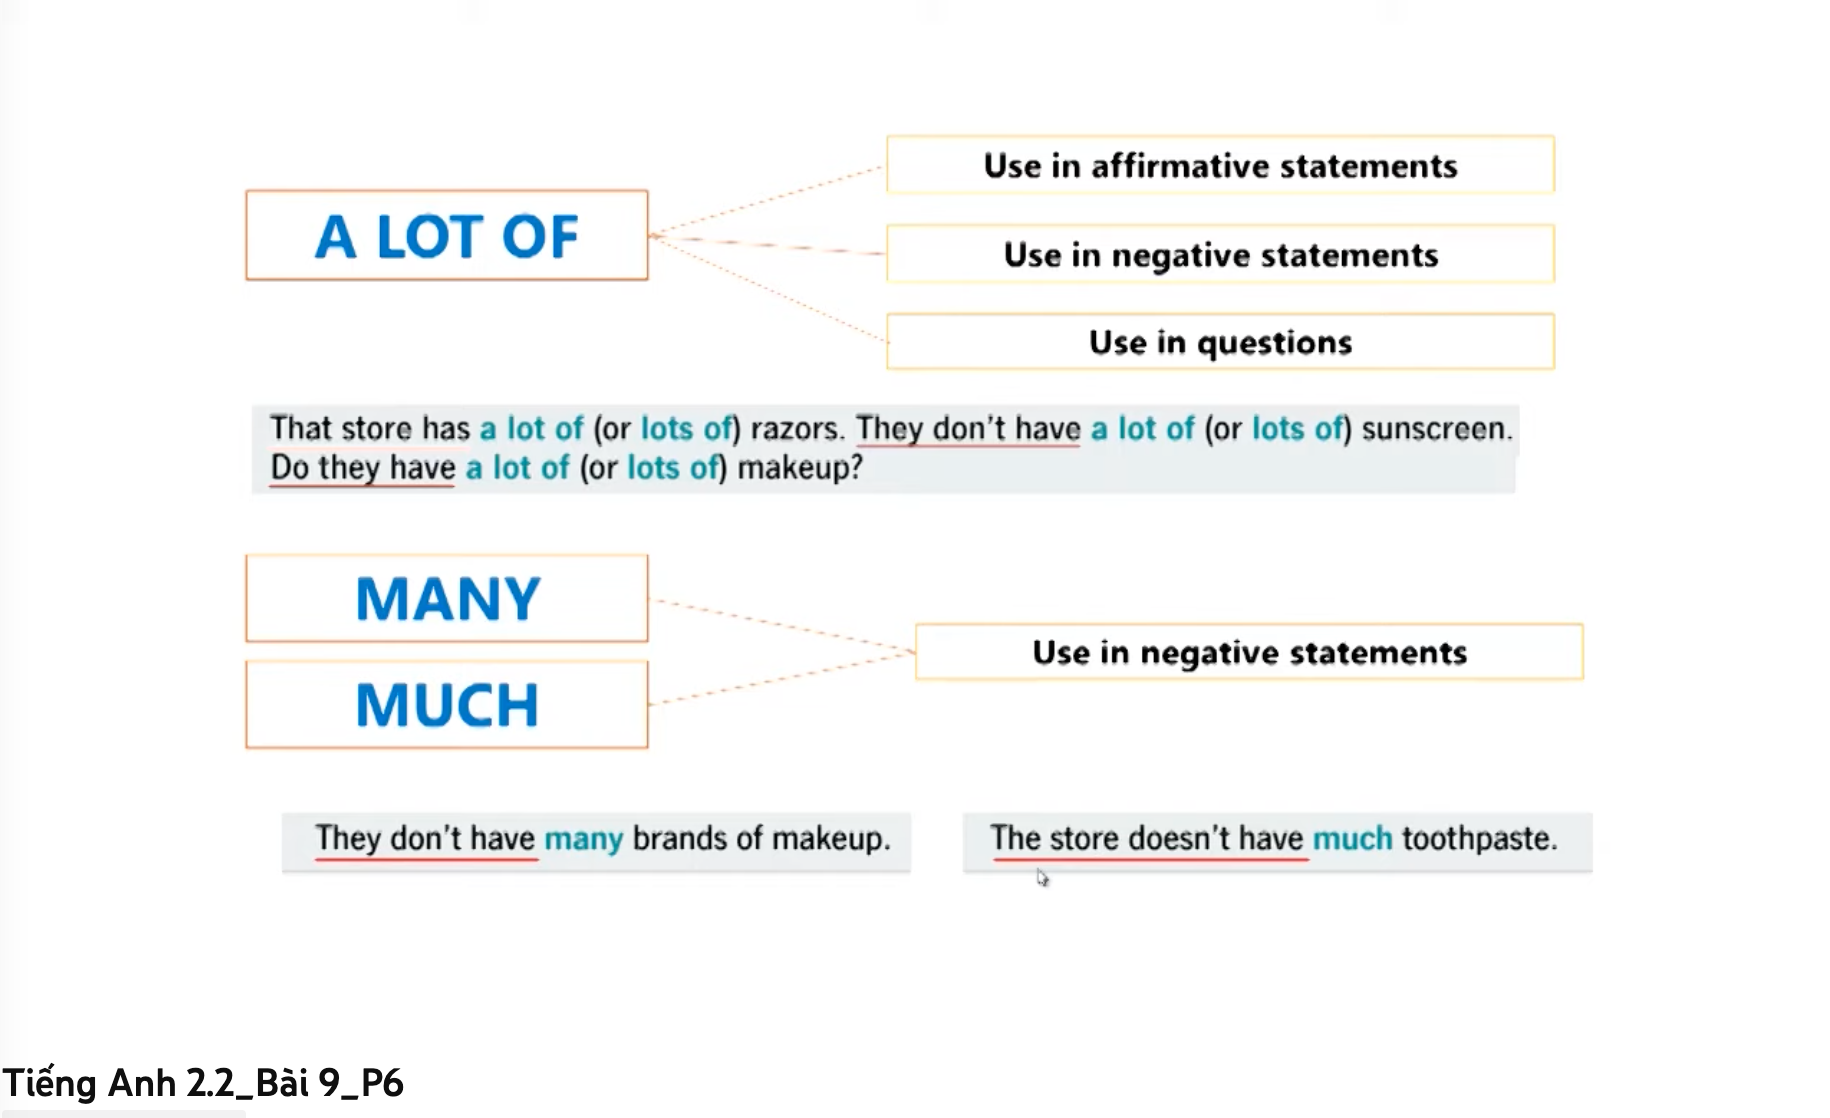 A LOT OF
Use in affirmative statements
Use in negative statements
Use in questions
That store has a lot of (or lots of) razors. They don't have a lot of (or lots of) sunscreen.
Do they have a lot of (or lots of) makeup?
MANY
MUCH
Use in negative statements
They don't have many brands of makeup.
The store doesn't have much toothpaste.
Tiếng Anh 2.2_Bài 9_P6